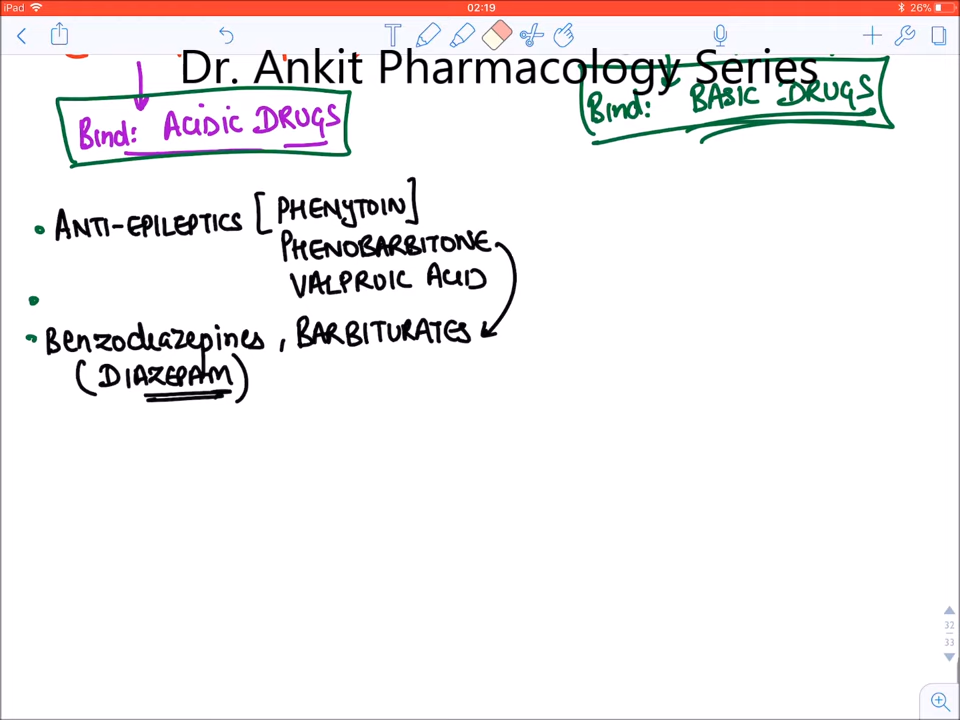 iPad
02:19
26%
Dr. Ankit Pharmacology Series
Bind: ACIDIC DRUGS
Bind: BASIC DRUGS
• ANTI-EPILEPTICS [PHENYTOIN]
PHENOBARBITONE
VALPROIC ACID
•
• Benzodiazepines, BARBITURATES
(DIAZEPAM)
32
33